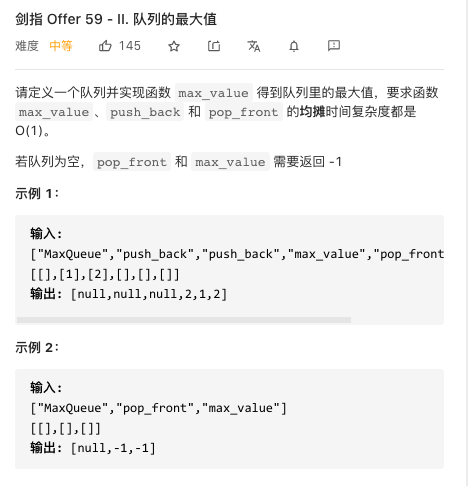 剑指 Offer 59 - II. 队列的最大值
难度 中等 145
请定义一个队列并实现函数 max_value 得到队列里的最大值，要求函数
max_value、push_back 和 pop_front 的均摊时间复杂度都是
O(1)。
若队列为空，pop_front 和 max_value 需要返回 -1
示例 1：
输入:
["MaxQueue","push_back","push_back","max_value","pop_front
[[],[1],[2],[],[],[]]
输出: [null,null,null,2,1,2]
示例 2：
输入:
["MaxQueue","pop_front","max_value"]
[[],[],[]]
输出: [null,-1,-1]